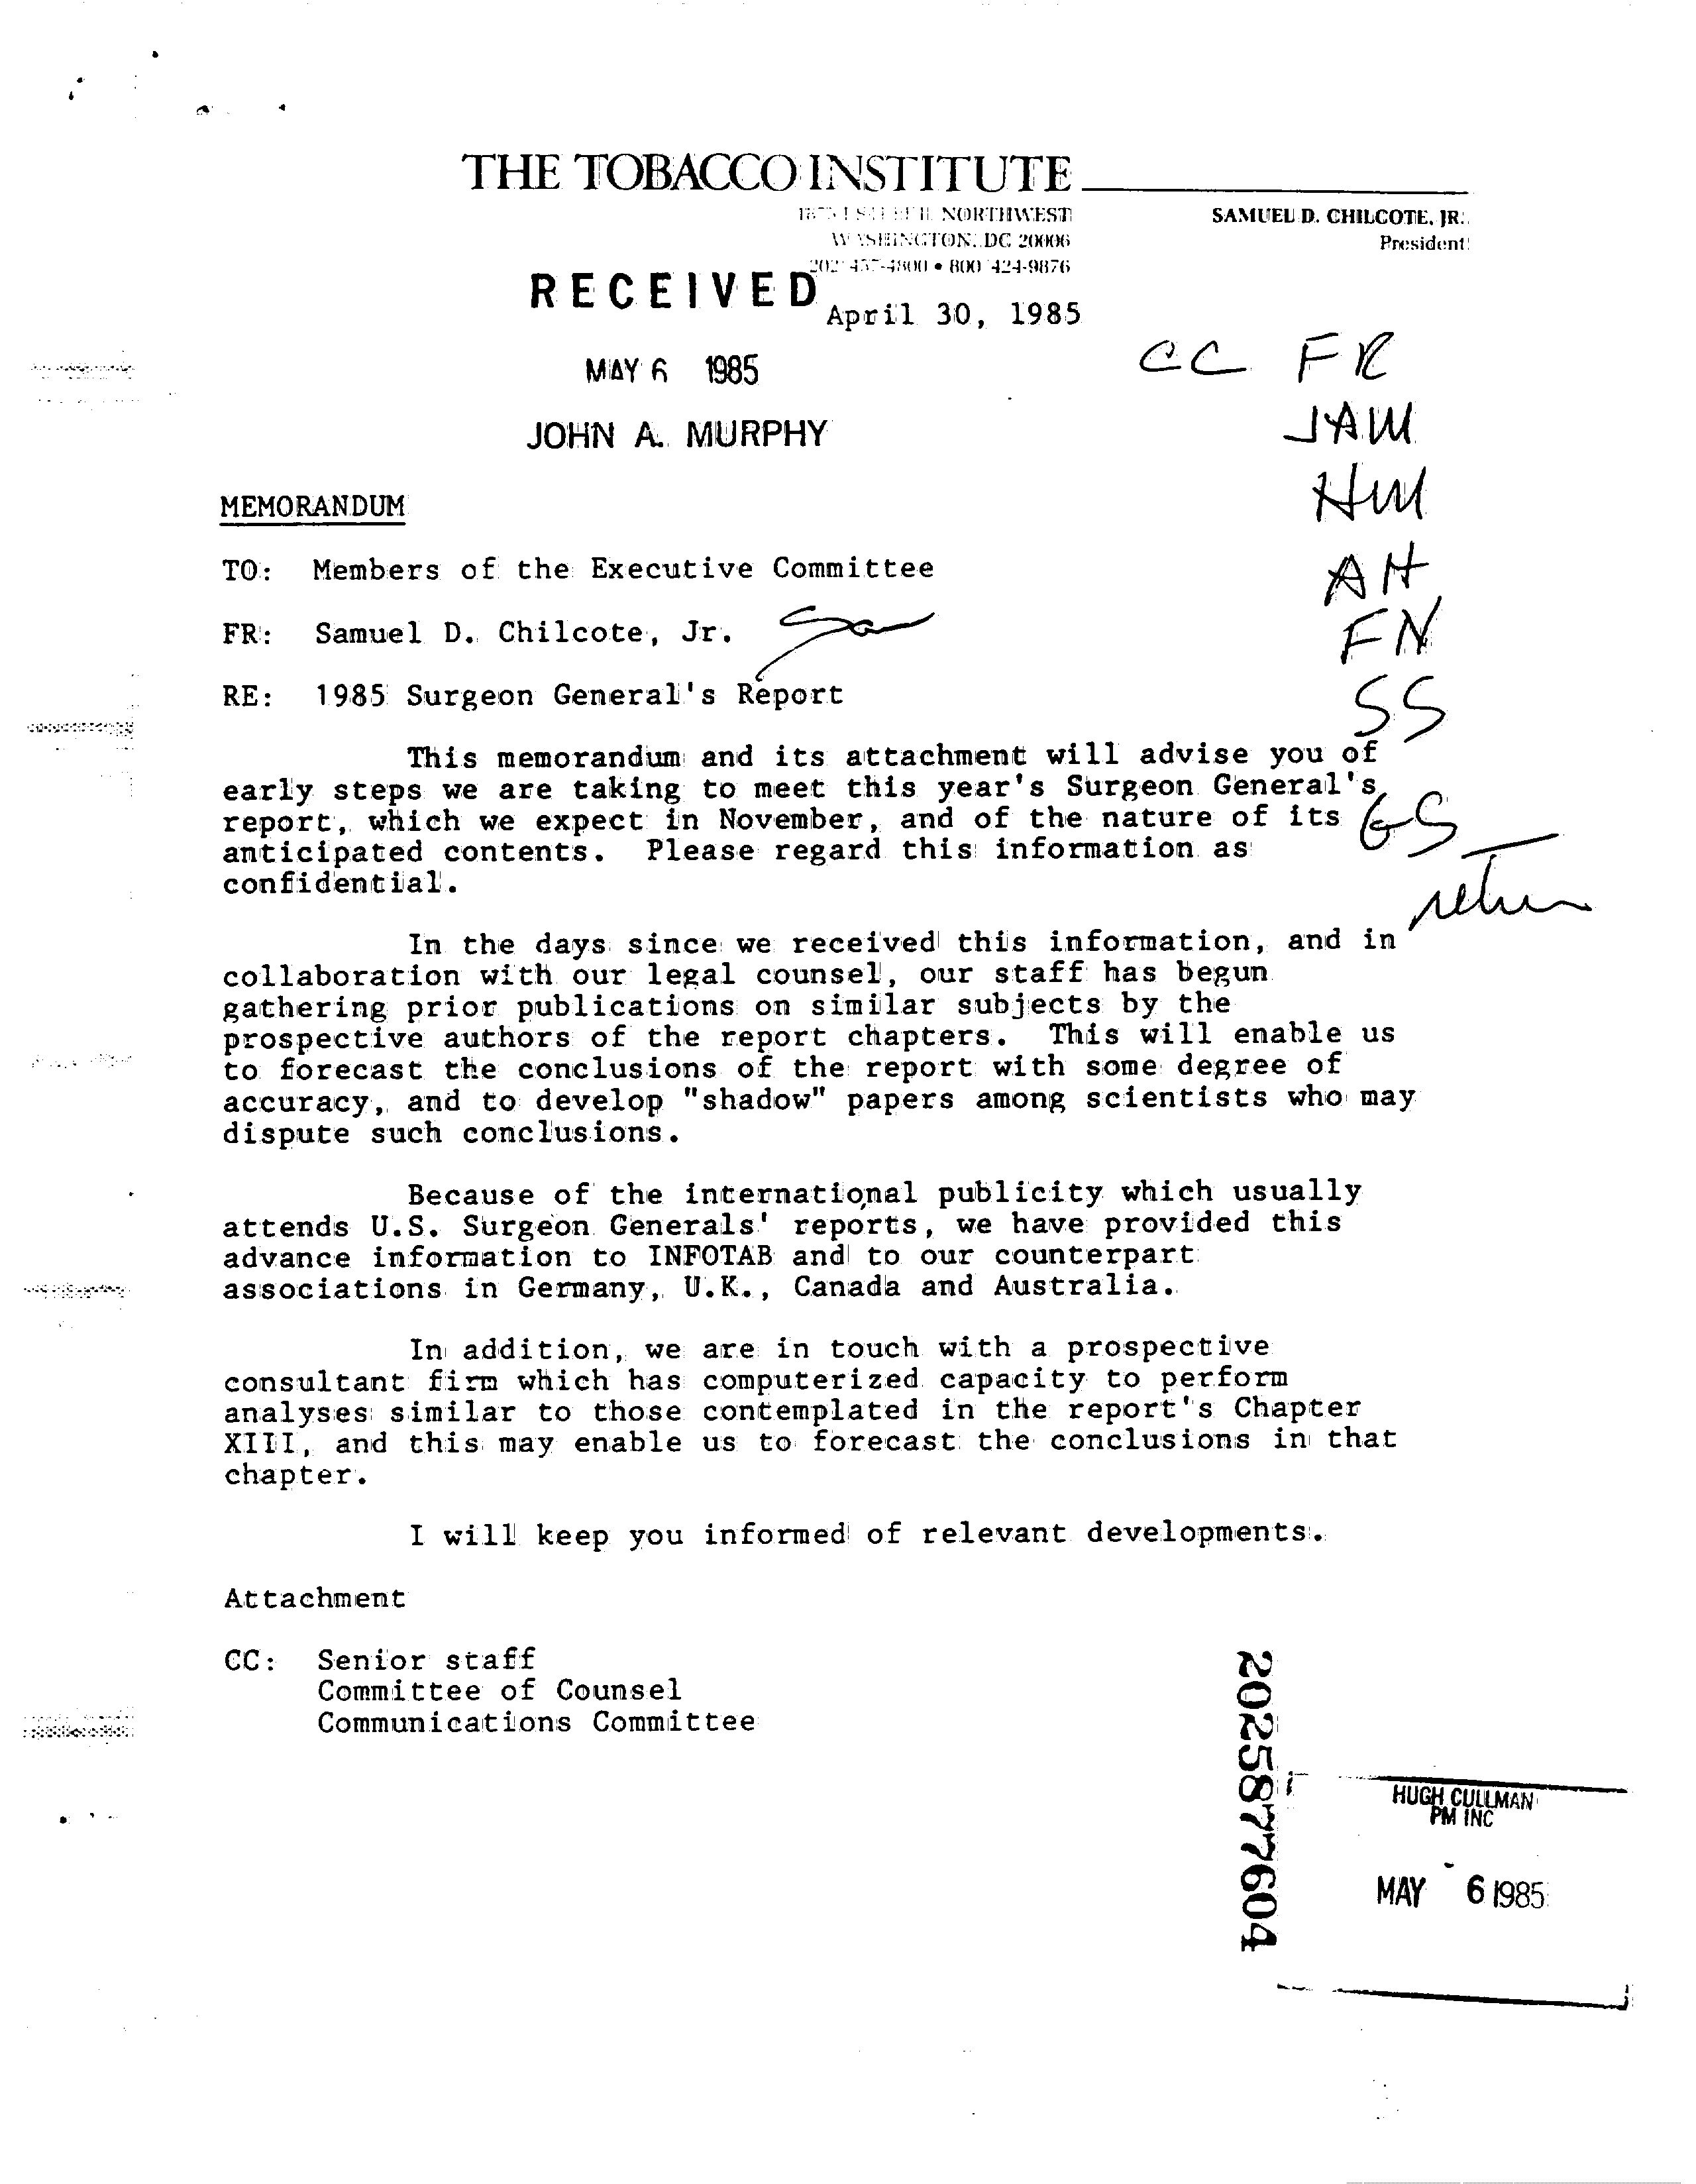 THE TOBACCO INSTITUTE
NORTHWEST
WASHINGTON, DC 20006
202 457-4800 • 800 424-9876
SAMUEL D. CHILCOTE, JR.
President
RECEIVED
April 30, 1985
MAY 6 1985
JOHN A. MURPHY
CC FR
JAM
HM
AH
FN
SS
GS
return
MEMORANDUM
TO: Members of the Executive Committee
FR: Samuel D. Chilcote, Jr. Sam
RE: 1985 Surgeon General's Report
This memorandum and its attachment will advise you of
early steps we are taking to meet this year's Surgeon General's
report, which we expect in November, and of the nature of its
anticipated contents. Please regard this information as
confidential.
In the days since we received this information, and in
collaboration with our legal counsel, our staff has begun
gathering prior publications on similar subjects by the
prospective authors of the report chapters. This will enable us
to forecast the conclusions of the report with some degree of
accuracy, and to develop "shadow" papers among scientists who may
dispute such conclusions.
Because of the international publicity which usually
attends U.S. Surgeon Generals' reports, we have provided this
advance information to INFOTAB and to our counterpart
associations in Germany, U.K., Canada and Australia.
In addition, we are in touch with a prospective
consultant firm which has computerized capacity to perform
analyses similar to those contemplated in the report's Chapter
XIII, and this may enable us to forecast the conclusions in that
chapter.
I will keep you informed of relevant developments.
Attachment
CC: Senior staff
Committee of Counsel
Communications Committee
2025877604
HUGH CULLMAN
PM INC
MAY 6 1985